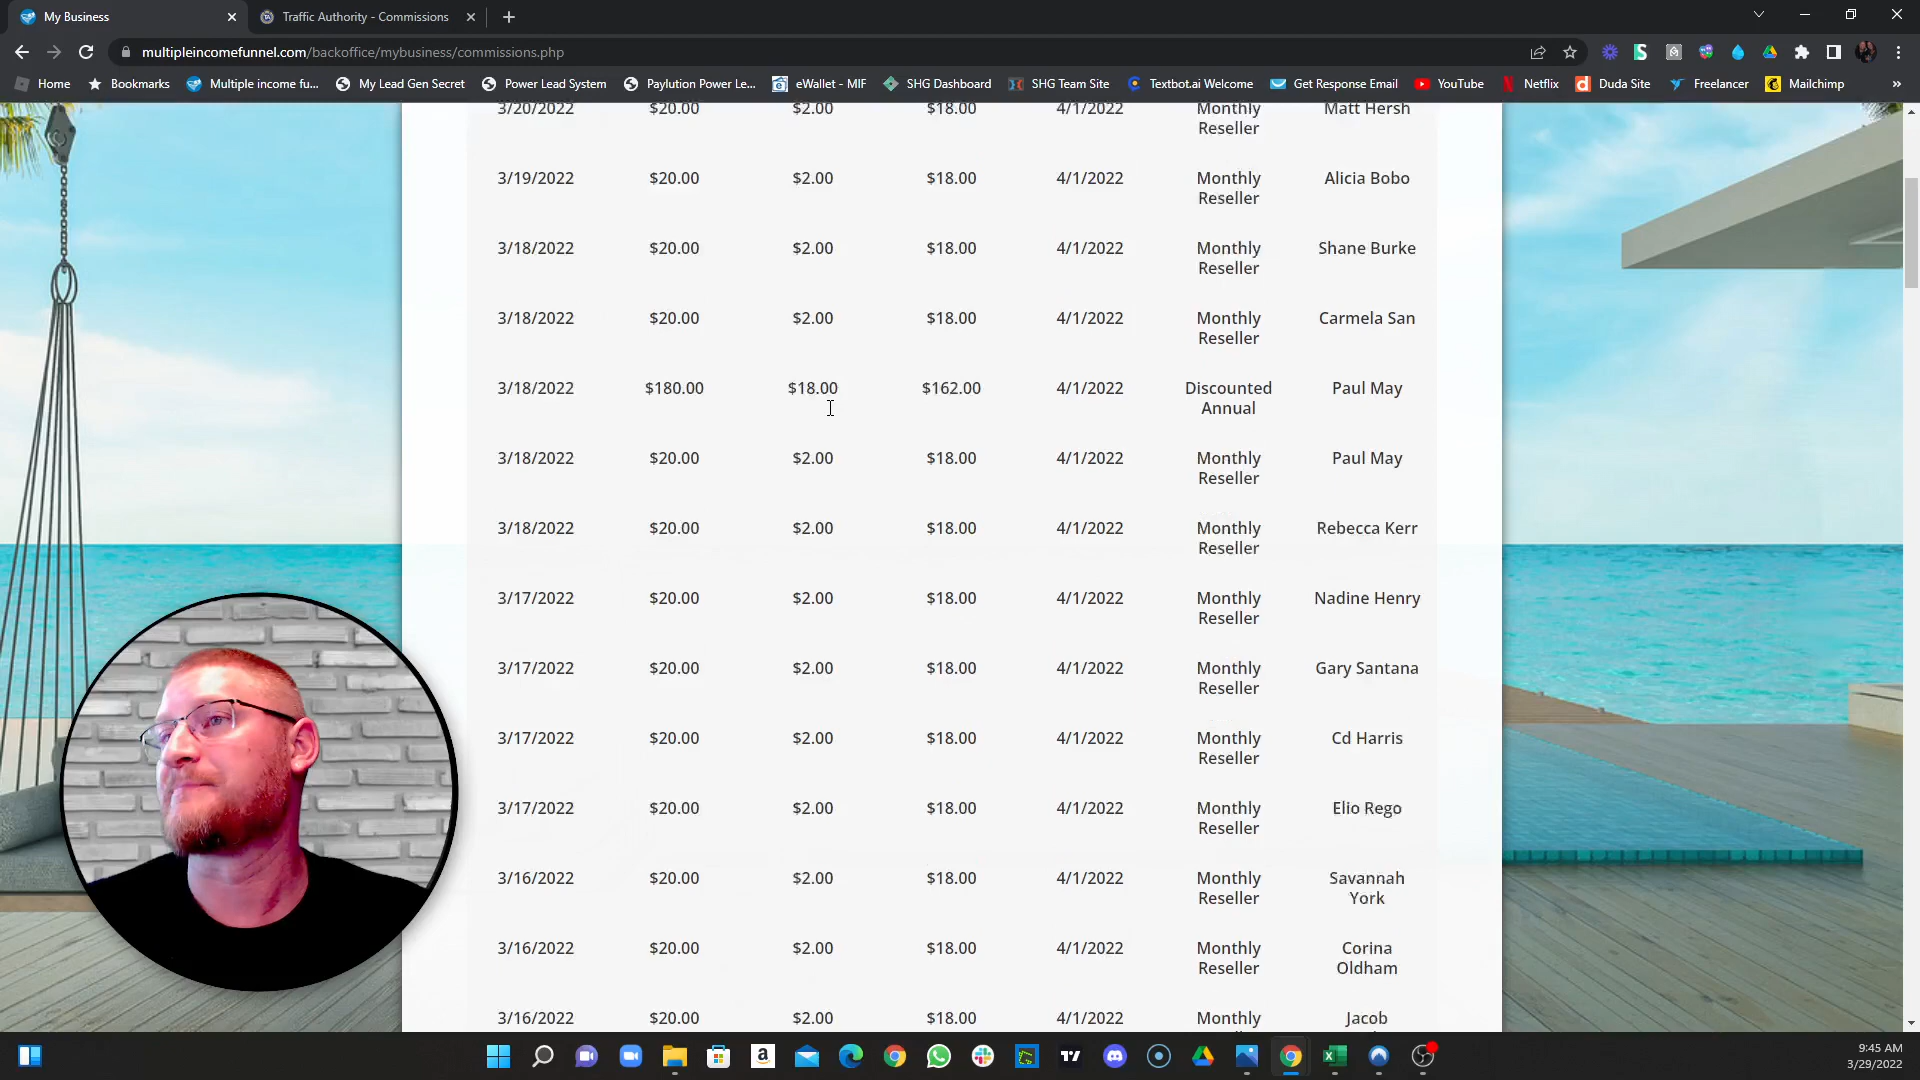 My Business
Traffic Authority - Commissions
multipleincomefunnel.com/backoffice/mybusiness/commissions.php
Home Bookmarks Multiple income fu... My Lead Gen Secret Power Lead System Paylution Power Le... eWallet - MIF SHG Dashboard SHG Team Site Textbot.ai Welcome Get Response Email YouTube Netflix Duda Site Freelancer Mailchimp »
3/20/2022 $20.00 $2.00 $18.00 4/1/2022 Monthly Reseller Matt Hersh
3/19/2022 $20.00 $2.00 $18.00 4/1/2022 Monthly Reseller Alicia Bobo
3/18/2022 $20.00 $2.00 $18.00 4/1/2022 Monthly Reseller Shane Burke
3/18/2022 $20.00 $2.00 $18.00 4/1/2022 Monthly Reseller Carmela San
3/18/2022 $180.00 $18.00 $162.00 4/1/2022 Discounted Annual Paul May
3/18/2022 $20.00 $2.00 $18.00 4/1/2022 Monthly Reseller Paul May
3/18/2022 $20.00 $2.00 $18.00 4/1/2022 Monthly Reseller Rebecca Kerr
3/17/2022 $20.00 $2.00 $18.00 4/1/2022 Monthly Reseller Nadine Henry
3/17/2022 $20.00 $2.00 $18.00 4/1/2022 Monthly Reseller Gary Santana
3/17/2022 $20.00 $2.00 $18.00 4/1/2022 Monthly Reseller Cd Harris
3/17/2022 $20.00 $2.00 $18.00 4/1/2022 Monthly Reseller Elio Rego
3/16/2022 $20.00 $2.00 $18.00 4/1/2022 Monthly Reseller Savannah York
3/16/2022 $20.00 $2.00 $18.00 4/1/2022 Monthly Reseller Corina Oldham
3/16/2022 $20.00 $2.00 $18.00 4/1/2022 Monthly Jacob
9:45 AM
3/29/2022